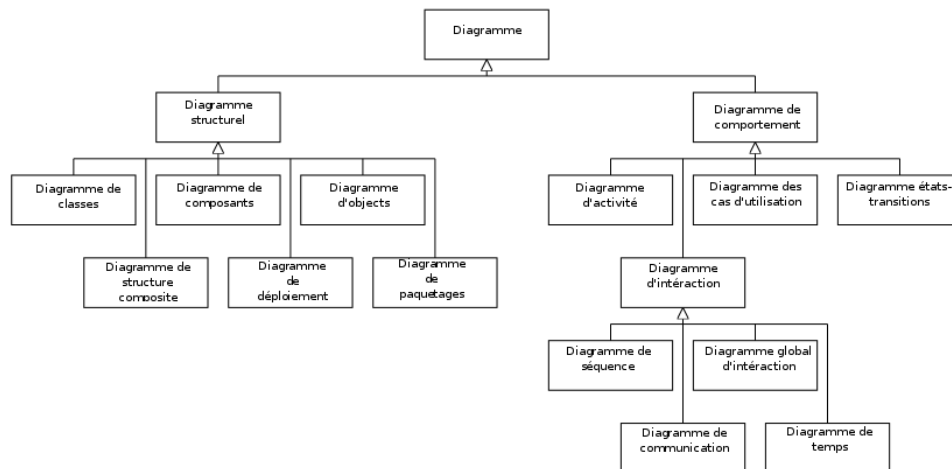 Diagramme
Diagramme
structurel
Diagramme de
comportement
Diagramme de
classes
Diagramme de
composants
Diagramme
d'objects
Diagramme
d'activité
Diagramme des
cas d'utilisation
Diagramme états-
transitions
Diagramme de
structure
composite
Diagramme
de
déploiement
Diagramme
de
paquetages
Diagramme
d'intéraction
Diagramme de
séquence
Diagramme global
d'intéraction
Diagramme de
communication
Diagramme de
temps